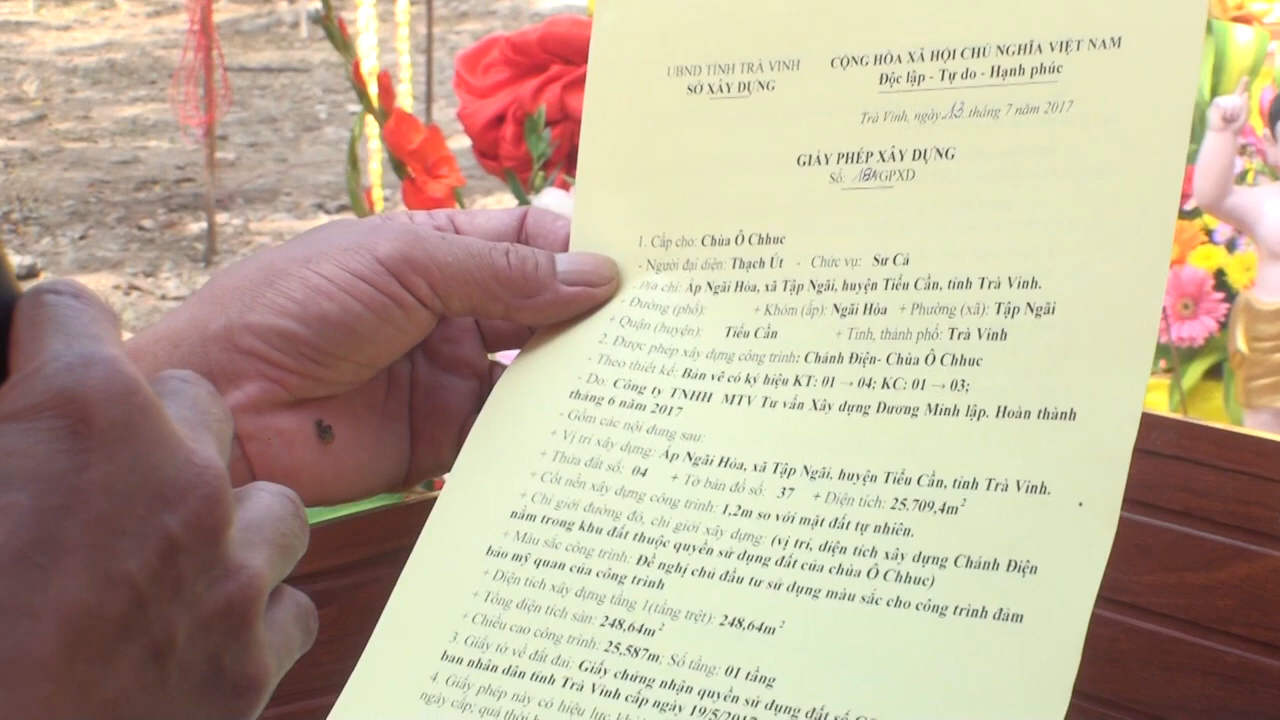 UBND TỈNH TRÀ VINH
SỞ XÂY DỰNG
CỘNG HÒA XÃ HỘI CHỦ NGHĨA VIỆT NAM
Độc lập - Tự do - Hạnh phúc
Trà Vinh, ngày 13 tháng 7 năm 2017
GIẤY PHÉP XÂY DỰNG
Số: 181/GPXD
1. Cấp cho: Chùa Ô Chhuc
- Người đại diện: Thạch Út - Chức vụ: Sư Cả
- Địa chỉ: Ấp Ngãi Hòa, xã Tập Ngãi, huyện Tiểu Cần, tỉnh Trà Vinh.
+ Đường (phố): + Khóm (ấp): Ngãi Hòa + Phường (xã): Tập Ngãi
+ Quận (huyện): Tiểu Cần + Tỉnh, thành phố: Trà Vinh
2. Được phép xây dựng công trình: Chánh Điện- Chùa Ô Chhuc
- Theo thiết kế: Bản vẽ có ký hiệu KT: 01 → 04; KC: 01 → 03;
- Do: Công ty TNHH MTV Tư vấn Xây dựng Dương Minh lập. Hoàn thành
tháng 6 năm 2017
- Gồm các nội dung sau:
+ Vị trí xây dựng: Ấp Ngãi Hòa, xã Tập Ngãi, huyện Tiểu Cần, tỉnh Trà Vinh.
+ Thửa đất số: 04 + Tờ bản đồ số: 37 + Diện tích: 25.709,4m²
+ Cốt nền xây dựng công trình: 1,2m so với mặt đất tự nhiên.
+ Chỉ giới đường đỏ, chỉ giới xây dựng: (vị trí, diện tích xây dựng Chánh Điện
nằm trong khu đất thuộc quyền sử dụng đất của chùa Ô Chhuc)
+ Màu sắc công trình: Đề nghị chủ đầu tư sử dụng màu sắc cho công trình đảm
bảo mỹ quan của công trình
+ Diện tích xây dựng tầng 1(tầng trệt): 248,64m²
+ Tổng diện tích sàn: 248,64m²
+ Chiều cao công trình: 25,587m; Số tầng: 01 tầng
3. Giấy tờ về đất đai: Giấy chứng nhận quyền sử dụng đất số
ban nhân dân tỉnh Trà Vinh cấp ngày 19/5/2017
4. Giấy phép này có hiệu lực
ngày cấp; quá thời